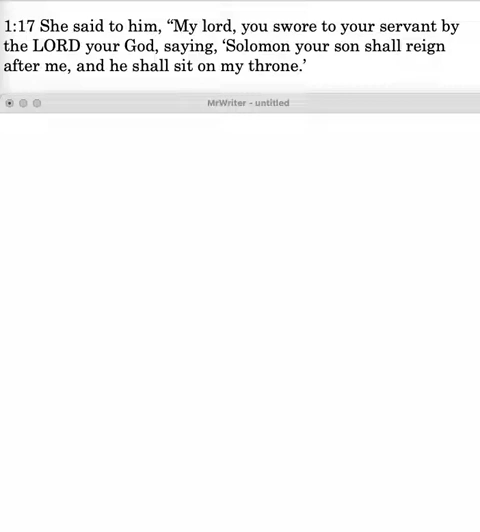 1:17 She said to him, “My lord, you swore to your servant by
the LORD your God, saying, ‘Solomon your son shall reign
after me, and he shall sit on my throne.’
MrWriter - untitled